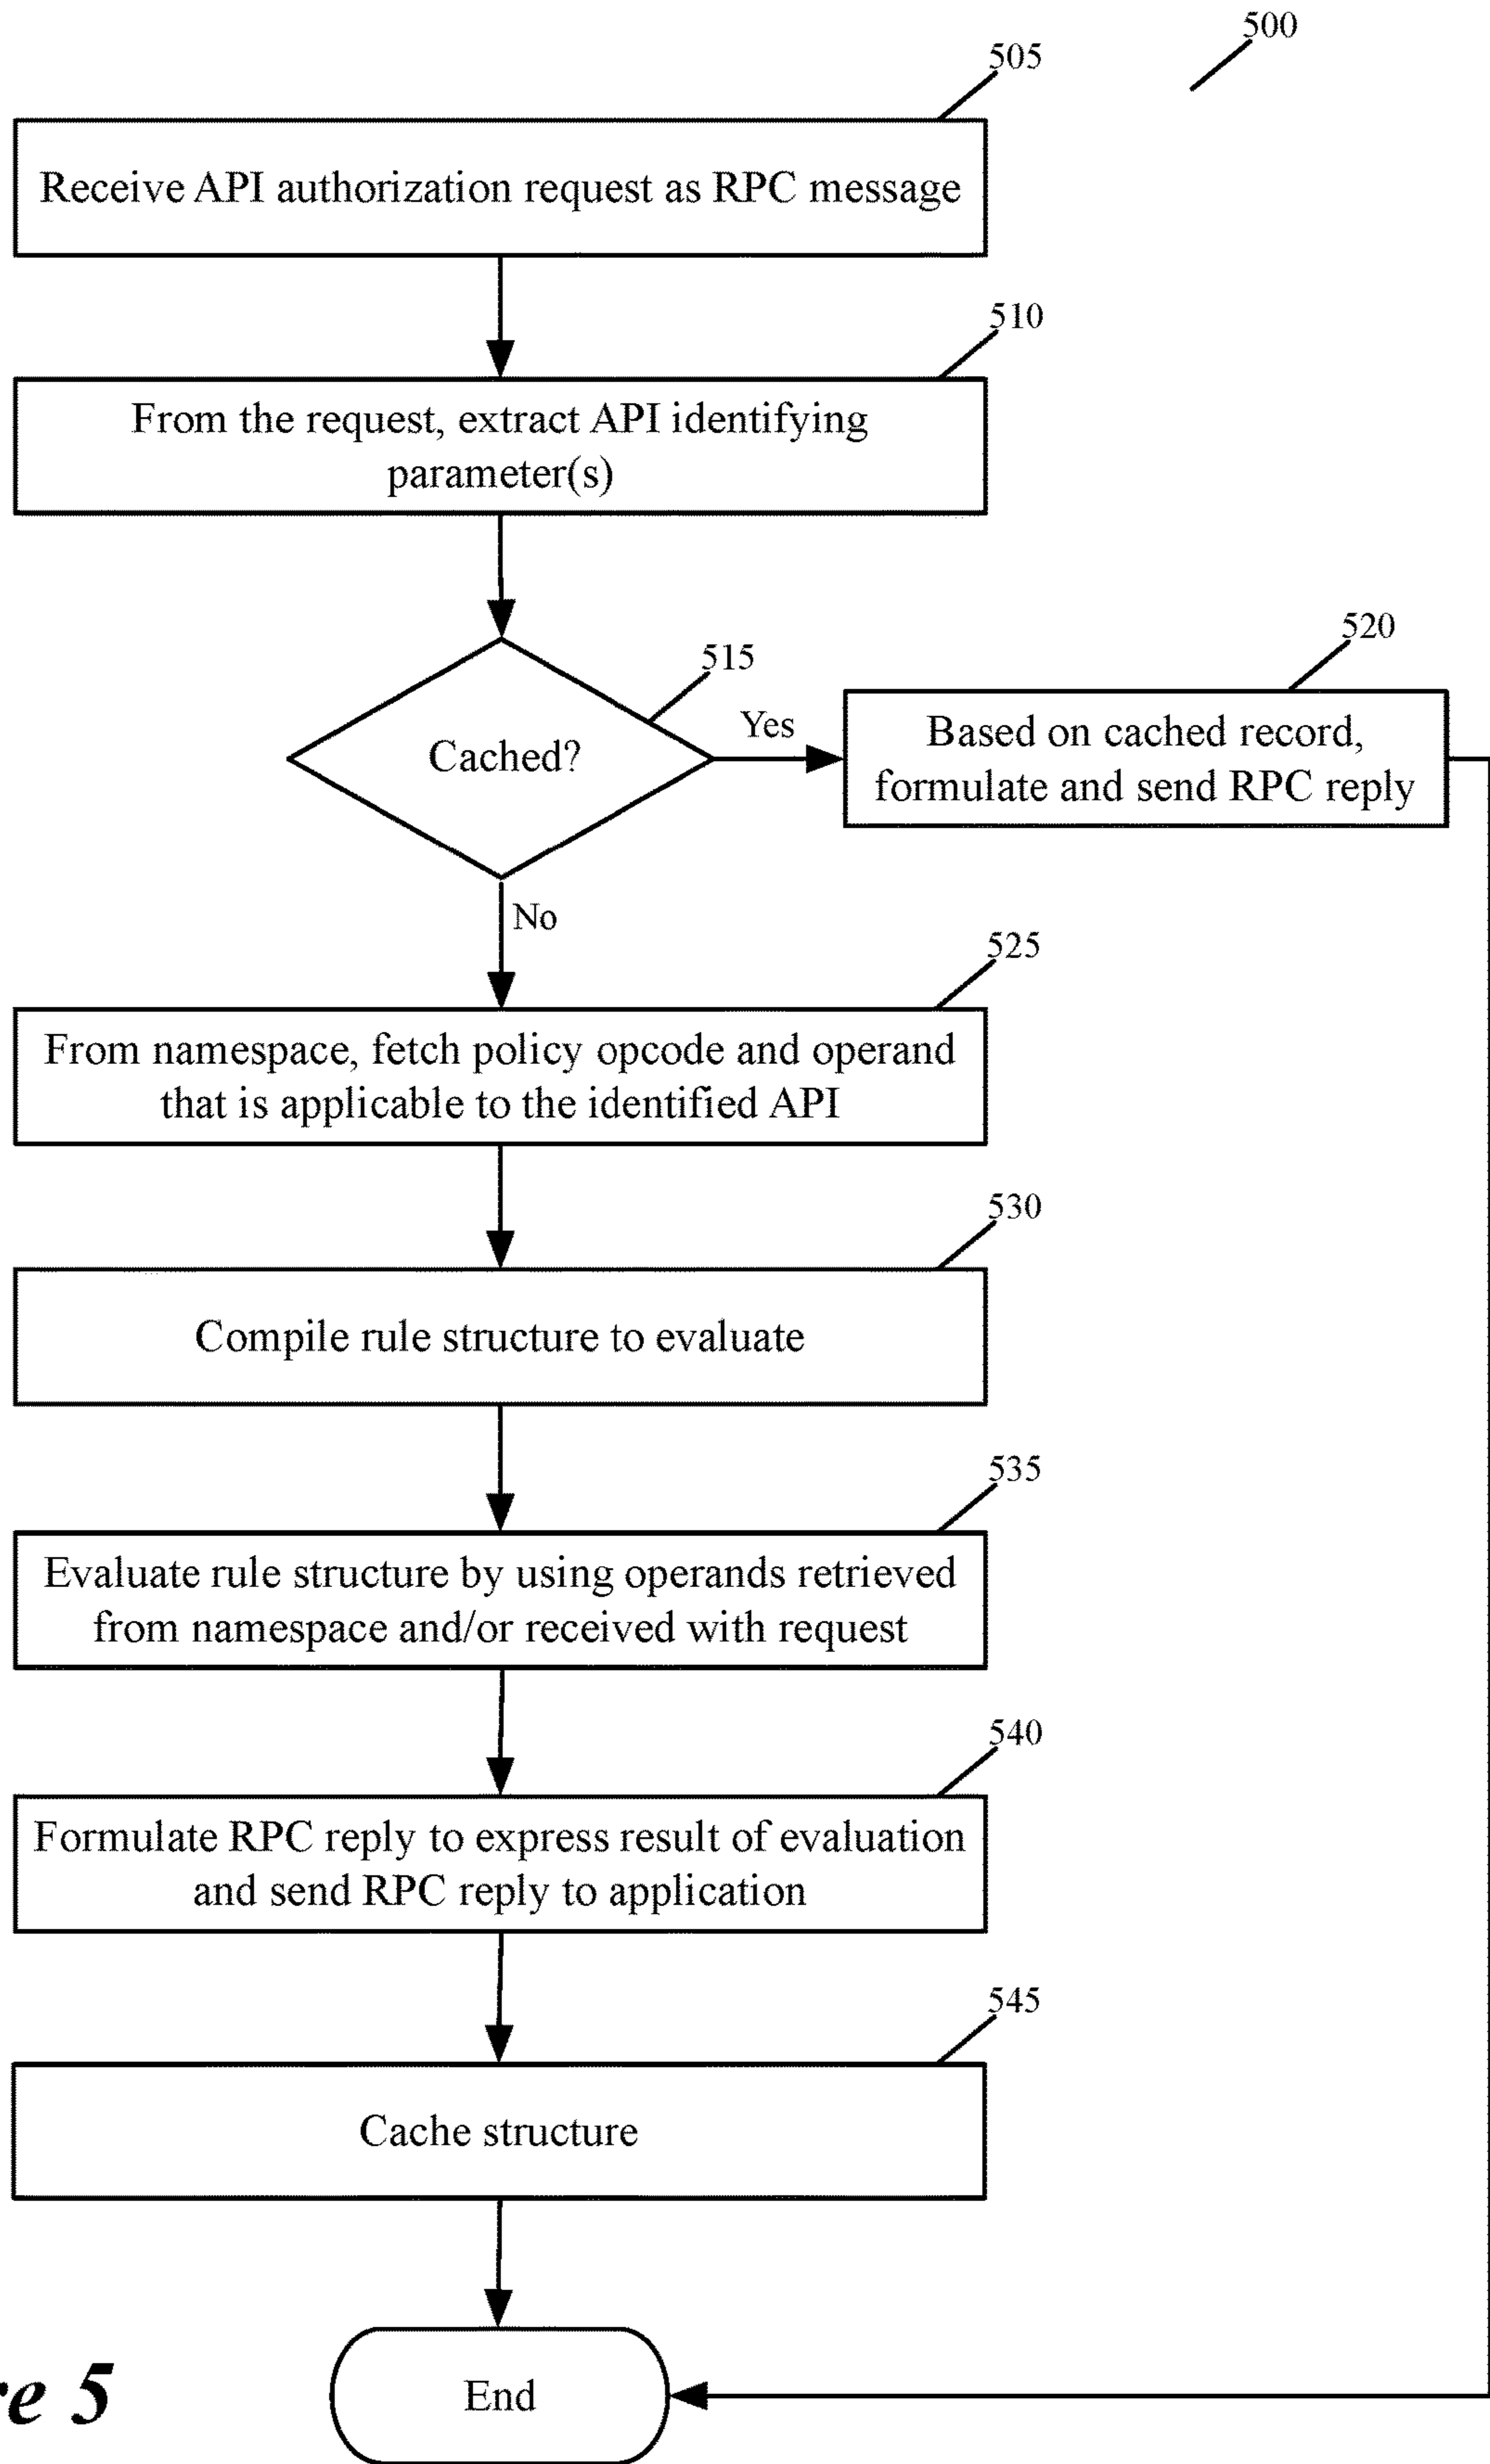 500
505
Receive API authorization request as RPC message
510
From the request, extract API identifying
parameter(s)
515
Cached?
Yes
520
Based on cached record,
formulate and send RPC reply
No
525
From namespace, fetch policy opcode and operand
that is applicable to the identified API
530
Compile rule structure to evaluate
535
Evaluate rule structure by using operands retrieved
from namespace and/or received with request
540
Formulate RPC reply to express result of evaluation
and send RPC reply to application
545
Cache structure
End
re 5